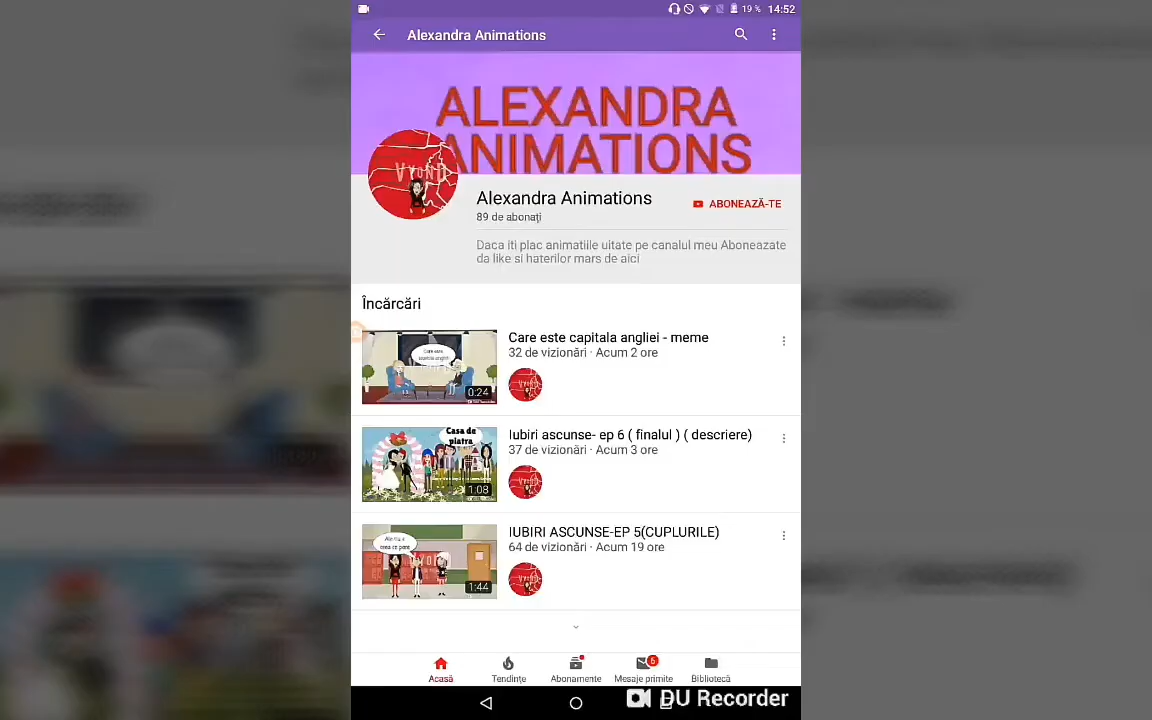 19 % 14:52
Alexandra Animations
ALEXANDRA
ANIMATIONS
VYOND
Alexandra Animations
ABONEAZĂ-TE
89 de abonați
Daca iti plac animatiile uitate pe canalul meu Aboneazate
da like si haterilor mars de aici
Încărcări
Care este capitala angliei - meme
32 de vizionări · Acum 2 ore
Care este
0:24
Iubiri ascunse- ep 6 ( finalul ) ( descriere)
37 de vizionări · Acum 3 ore
Casa de
piatra
1:08
IUBIRI ASCUNSE-EP 5(CUPLURILE)
64 de vizionări · Acum 19 ore
1:44
Acasă
Tendințe
Abonamente
6
Mesaje primite
Bibliotecă
DU Recorder